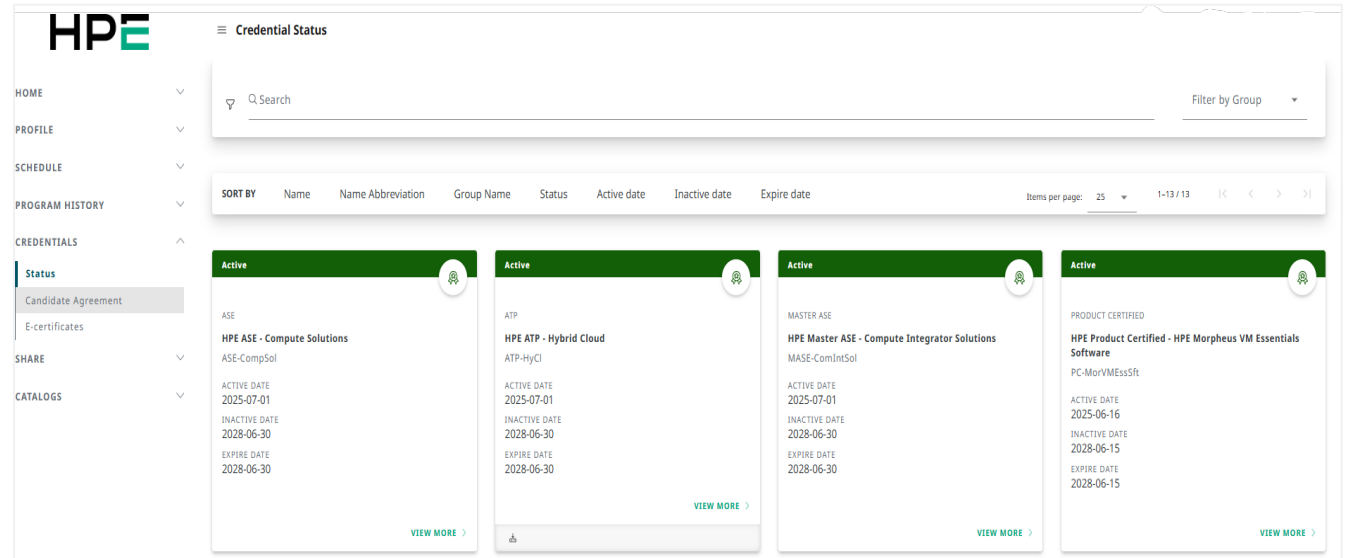 HPE
Credential Status
HOME
PROFILE
SCHEDULE
PROGRAM HISTORY
CREDENTIALS
Status
Candidate Agreement
E-certificates
SHARE
CATALOGS
Search
Filter by Group
SORT BY Name Name Abbreviation Group Name Status Active date Inactive date Expire date
Items per page: 25 1–13 / 13
Active
ASE
HPE ASE - Compute Solutions
ASE-CompSol
ACTIVE DATE
2025-07-01
INACTIVE DATE
2028-06-30
EXPIRE DATE
2028-06-30
VIEW MORE
Active
ATP
HPE ATP - Hybrid Cloud
ATP-HyCl
ACTIVE DATE
2025-07-01
INACTIVE DATE
2028-06-30
EXPIRE DATE
2028-06-30
VIEW MORE
Active
MASTER ASE
HPE Master ASE - Compute Integrator Solutions
MASE-ComIntSol
ACTIVE DATE
2025-07-01
INACTIVE DATE
2028-06-30
EXPIRE DATE
2028-06-30
VIEW MORE
Active
PRODUCT CERTIFIED
HPE Product Certified - HPE Morpheus VM Essentials
Software
PC-MorVMEssSft
ACTIVE DATE
2025-06-16
INACTIVE DATE
2028-06-15
EXPIRE DATE
2028-06-15
VIEW MORE